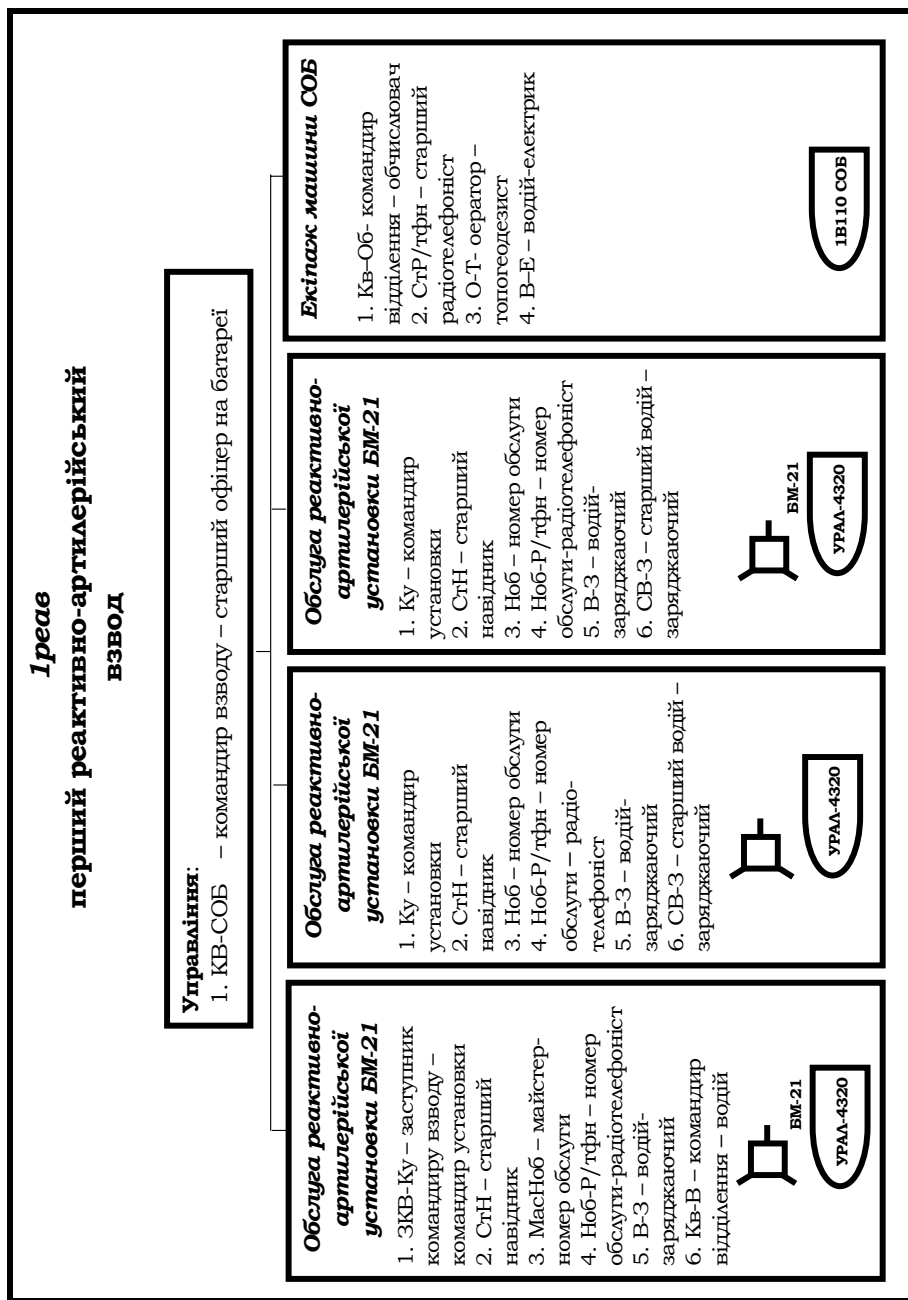 1реав
перший реактивно-артилерійський
взвод
Управління:
1. КВ-СОБ – командир взводу – старший офіцер на батареї
Обслуга реактивно-
артилерійської
установки БМ-21
1. ЗКВ-Ку – заступник
командиру взводу –
командир установки
2. СтН – старший
навідник
3. МасНоб – майстер-
номер обслуги
4. Ноб-Р/тфн – номер
обслуги-радіотелефоніст
5. В-З – водій-
заряджаючий
6. Кв-В – командир
відділення – водій
БМ-21
УРАЛ-4320
Обслуга реактивно-
артилерійської
установки БМ-21
1. Ку – командир
установки
2. СтН – старший
навідник
3. Ноб – номер обслуги
4. Ноб-Р/тфн – номер
обслуги – радіо-
телефоніст
5. В-З – водій-
заряджаючий
6. СВ-З – старший водій –
заряджаючий
УРАЛ-4320
Обслуга реактивно-
артилерійської
установки БМ-21
1. Ку – командир
установки
2. СтН – старший
навідник
3. Ноб – номер обслуги
4. Ноб-Р/тфн – номер
обслуги-радіотелефоніст
5. В-З – водій-
заряджаючий
6. СВ-З – старший водій –
заряджаючий
БМ-21
УРАЛ-4320
Екіпаж машини СОБ
1. Кв–Об- командир
відділення – обчислювач
2. СтР/тфн – старший
радіотелефоніст
3. О-Т- оератор –
топогеодезист
4. В–Е – водій-електрик
1В110 СОБ